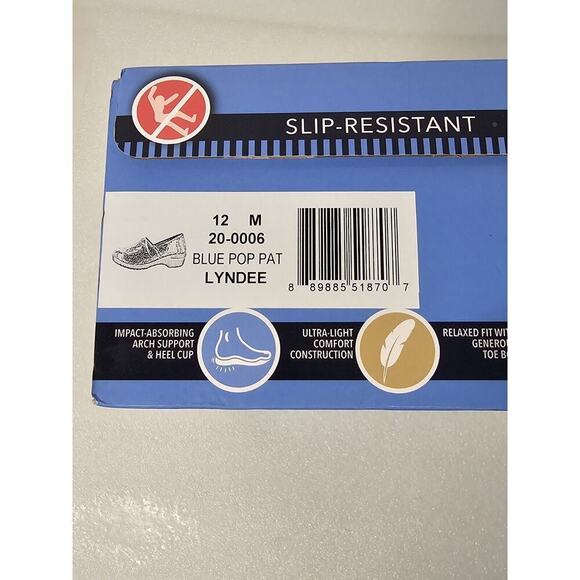 SLIP-RESISTANT
12 M
20-0006
BLUE POP PAT
LYNDEE
8 89885 51870 7
IMPACT-ABSORBING
ARCH SUPPORT
& HEEL CUP
ULTRA-LIGHT
COMFORT
CONSTRUCTION
RELAXED FIT WIT
GENEROU
TOE B